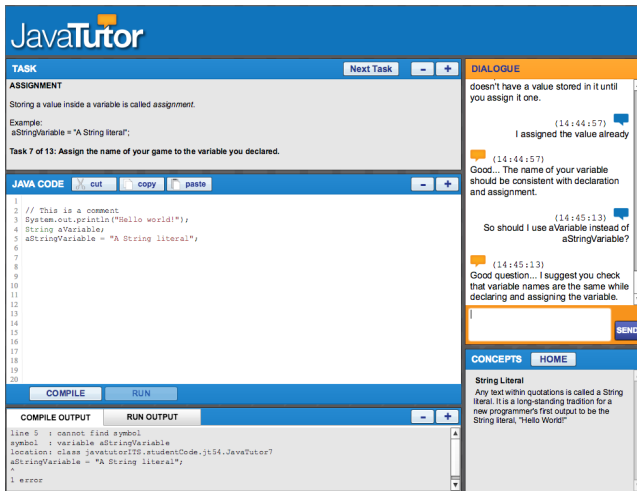 JavaTutor
TASK
Next Task
-
+
ASSIGNMENT
Storing a value inside a variable is called assignment.
Example:
aStringVariable = "A String literal";
Task 7 of 13: Assign the name of your game to the variable you declared.
JAVA CODE
cut
copy
paste
-
+
1
2 // This is a comment
3 System.out.println("Hello world!");
4 String aVariable;
5 aStringVariable = "A String literal";
6
7
8
9
10
11
12
13
14
15
16
17
18
19
20
COMPILE
RUN
COMPILE OUTPUT
RUN OUTPUT
-
+
line 5 : cannot find symbol
symbol : variable aStringVariable
location: class javatutorITS.studentCode.jt54.JavaTutor7
aStringVariable = "A String literal";
^
1 error
DIALOGUE
doesn't have a value stored in it until
you assign it one.
(14:44:57)
I assigned the value already
(14:44:57)
Good... The name of your variable
should be consistent with declaration
and assignment.
(14:45:13)
So should I use aVariable instead of
aStringVariable?
(14:45:13)
Good question... I suggest you check
that variable names are the same while
declaring and assigning the variable.
SEND
CONCEPTS
HOME
String Literal
Any text within quotations is called a String
literal. It is a long-standing tradition for a
new programmer's first output to be the
String literal, "Hello World!"